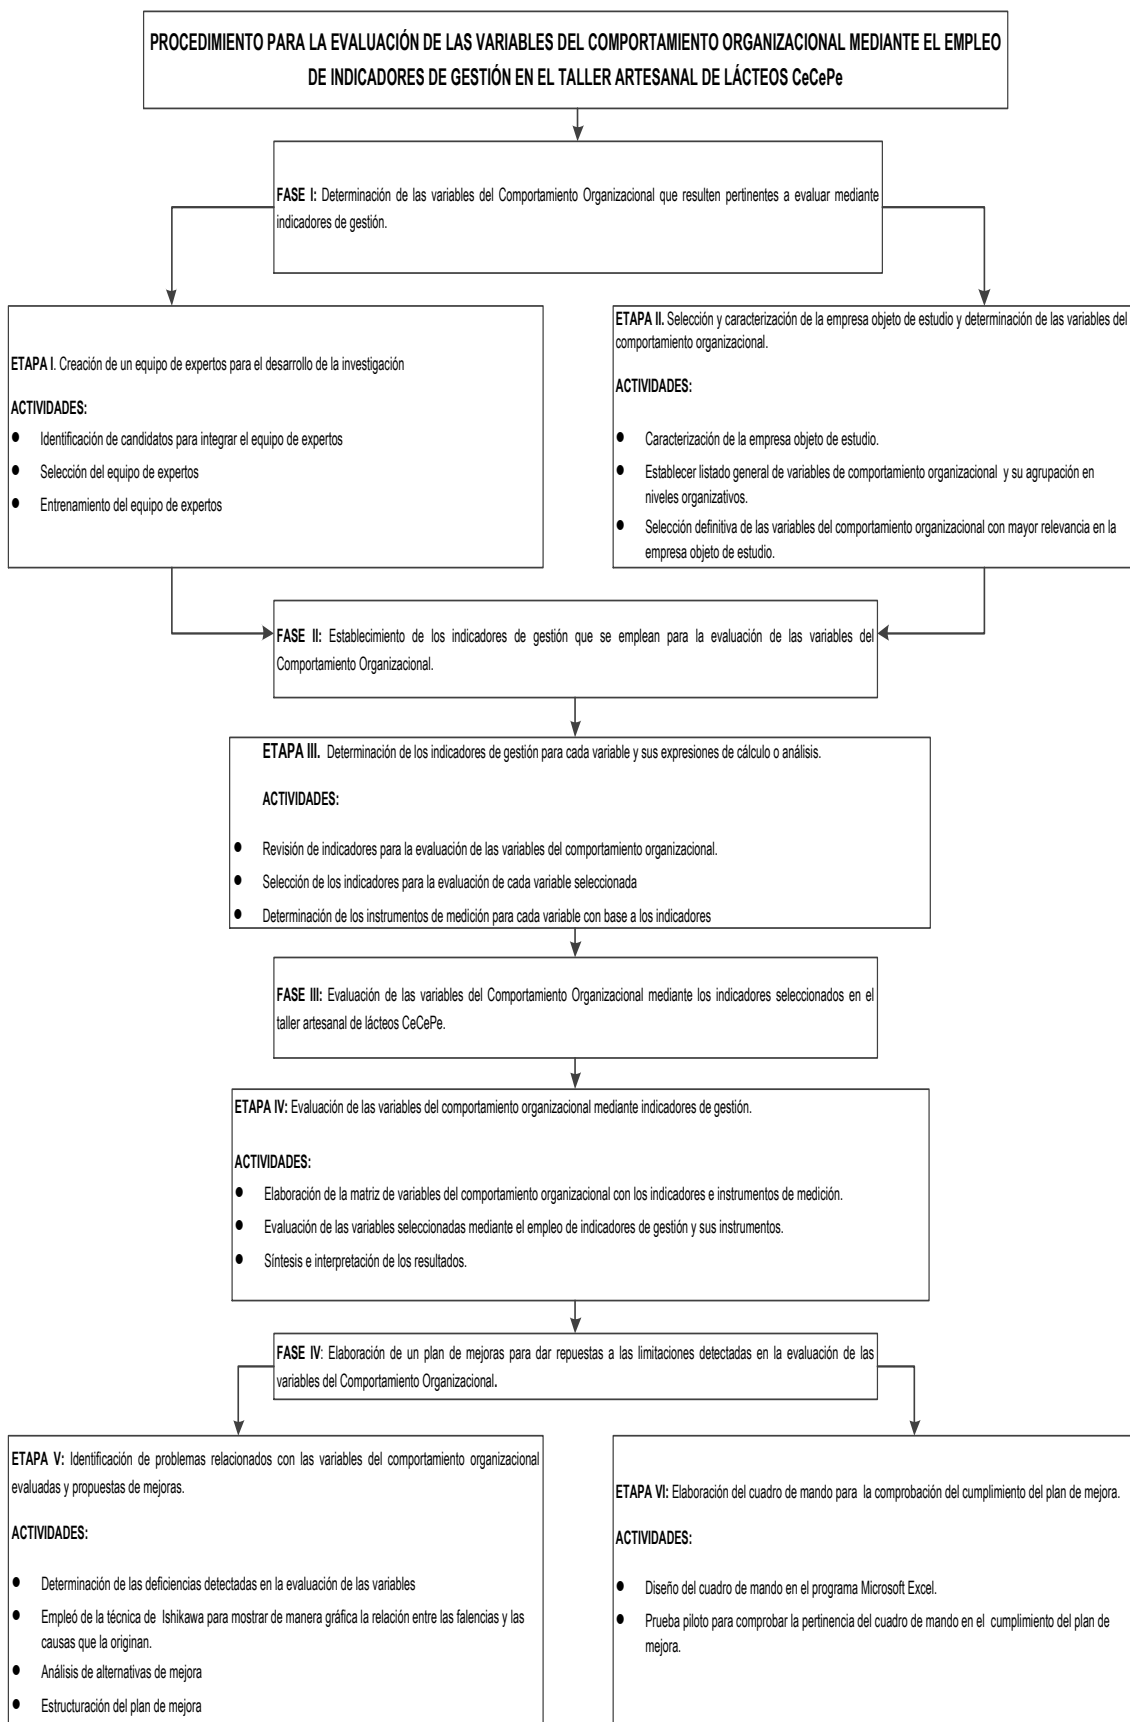 PROCEDIMIENTO PARA LA EVALUACIÓN DE LAS VARIABLES DEL COMPORTAMIENTO ORGANIZACIONAL MEDIANTE EL EMPLEO
DE INDICADORES DE GESTIÓN EN EL TALLER ARTESANAL DE LÁCTEOS CeCePe
FASE I: Determinación de las variables del Comportamiento Organizacional que resulten pertinentes a evaluar mediante
indicadores de gestión.
ETAPA I. Creación de un equipo de expertos para el desarrollo de la investigación
ACTIVIDADES:
● Identificación de candidatos para integrar el equipo de expertos
● Selección del equipo de expertos
● Entrenamiento del equipo de expertos
ETAPA II. Selección y caracterización de la empresa objeto de estudio y determinación de las variables del
comportamiento organizacional.
ACTIVIDADES:
● Caracterización de la empresa objeto de estudio.
● Establecer listado general de variables de comportamiento organizacional y su agrupación en
niveles organizativos.
● Selección definitiva de las variables del comportamiento organizacional con mayor relevancia en la
empresa objeto de estudio.
FASE II: Establecimiento de los indicadores de gestión que se emplean para la evaluación de las variables del
Comportamiento Organizacional.
ETAPA III. Determinación de los indicadores de gestión para cada variable y sus expresiones de cálculo o análisis.
ACTIVIDADES:
● Revisión de indicadores para la evaluación de las variables del comportamiento organizacional.
● Selección de los indicadores para la evaluación de cada variable seleccionada
● Determinación de los instrumentos de medición para cada variable con base a los indicadores
FASE III: Evaluación de las variables del Comportamiento Organizacional mediante los indicadores seleccionados en el
taller artesanal de lácteos CeCePe.
ETAPA IV: Evaluación de las variables del comportamiento organizacional mediante indicadores de gestión.
ACTIVIDADES:
● Elaboración de la matriz de variables del comportamiento organizacional con los indicadores e instrumentos de medición.
● Evaluación de las variables seleccionadas mediante el empleo de indicadores de gestión y sus instrumentos.
● Síntesis e interpretación de los resultados.
FASE IV: Elaboración de un plan de mejoras para dar repuestas a las limitaciones detectadas en la evaluación de las
variables del Comportamiento Organizacional.
ETAPA V: Identificación de problemas relacionados con las variables del comportamiento organizacional
evaluadas y propuestas de mejoras.
ACTIVIDADES:
● Determinación de las deficiencias detectadas en la evaluación de las variables
● Empleó de la técnica de Ishikawa para mostrar de manera gráfica la relación entre las falencias y las
causas que la originan.
● Análisis de alternativas de mejora
● Estructuración del plan de mejora
ETAPA VI: Elaboración del cuadro de mando para la comprobación del cumplimiento del plan de mejora.
ACTIVIDADES:
● Diseño del cuadro de mando en el programa Microsoft Excel.
● Prueba piloto para comprobar la pertinencia del cuadro de mando en el cumplimiento del plan de
mejora.